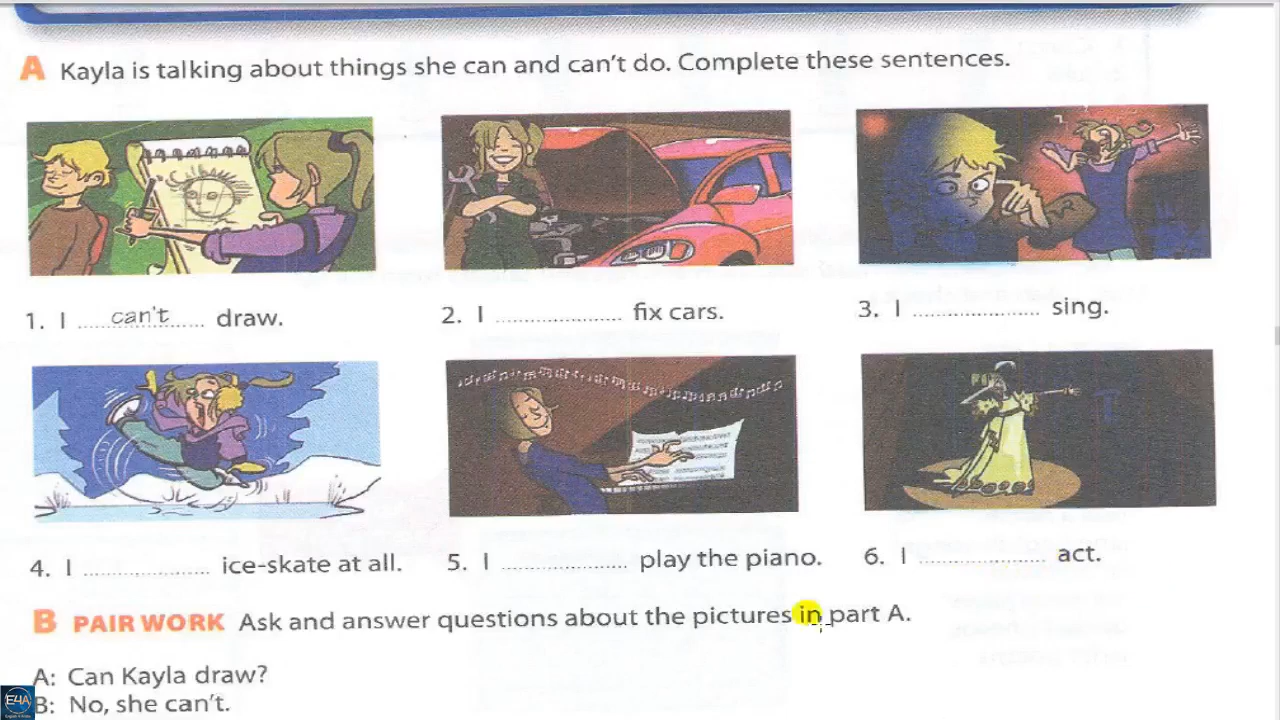 A Kayla is talking about things she can and can't do. Complete these sentences.
1. I can't draw.
2. I .......................... fix cars.
3. I .......................... sing.
4. I .......................... ice-skate at all.
5. I .......................... play the piano.
6. I .......................... act.
B PAIR WORK Ask and answer questions about the pictures in part A.
A: Can Kayla draw?
B: No, she can't.
E4A